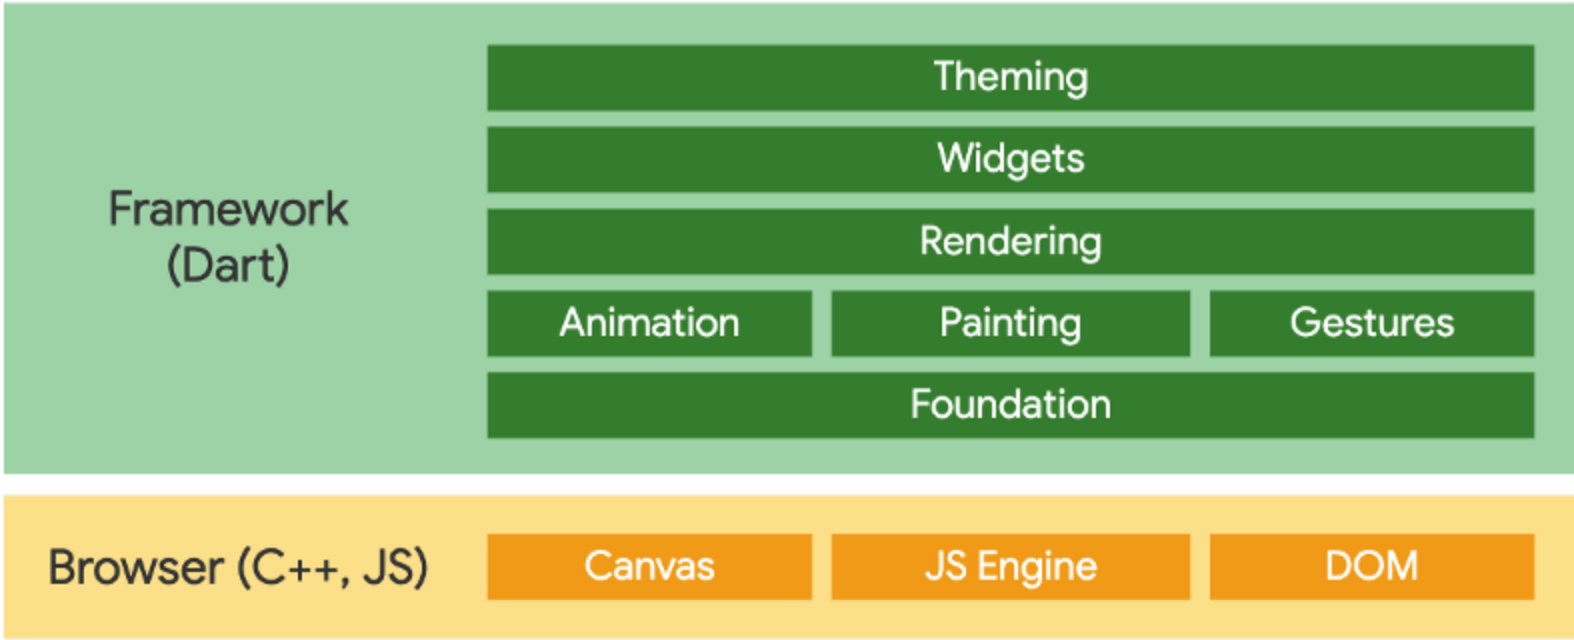 Theming
Widgets
Framework
(Dart)
Rendering
Animation Painting Gestures
Foundation
Browser (C++, JS) Canvas JS Engine DOM